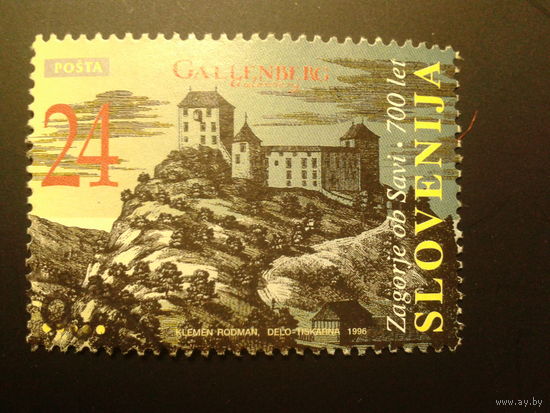 POŠTA
GALLENBERG
24
Zagorje ob Savi · 700 let
SLOVENIJA
KLEMEN RODMAN, DELO-TISKARNA 1996
www.ay.by